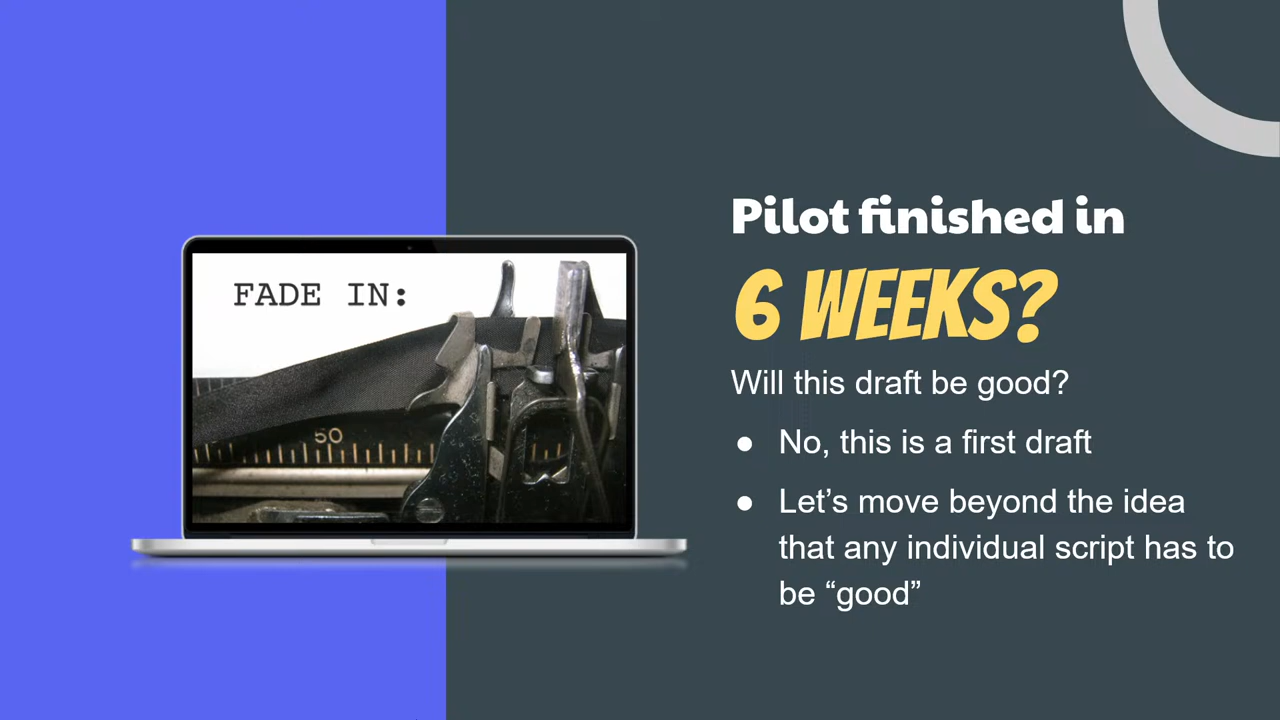 FADE IN:
50
Pilot finished in
6 WEEKS?
Will this draft be good?
● No, this is a first draft
● Let’s move beyond the idea
that any individual script has to
be “good”